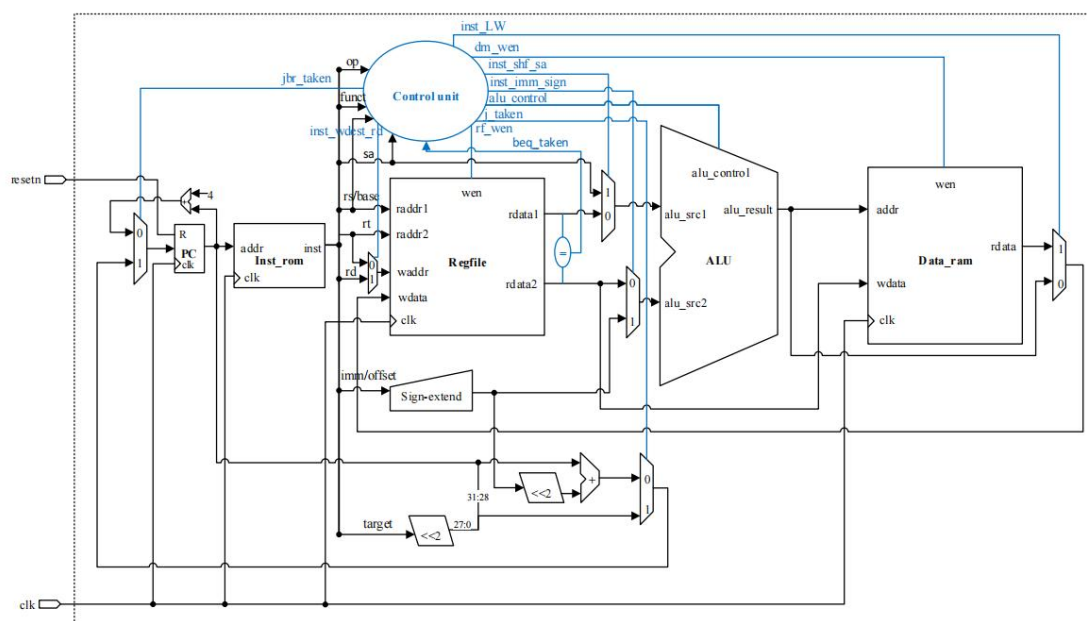 inst_LW
dm_wen
inst_shf_sa
inst_imm_sign
alu_control
j_taken
rf_wen
beq_taken
op
jbr_taken
funct
Control unit
inst_wdest_rd
sa
resetn
4
+
0
1
R
PC
clk
addr
inst
Inst_rom
clk
rs/base
rt
rd
0
1
wen
raddr1
raddr2
waddr
wdata
clk
Regfile
rdata1
rdata2
=
1
0
0
1
alu_control
alu_src1
alu_src2
alu_result
ALU
wen
addr
rdata
Data_ram
wdata
clk
1
0
imm/offset
Sign-extend
31:28
<<2
+
0
1
target
<<2
27:0
clk